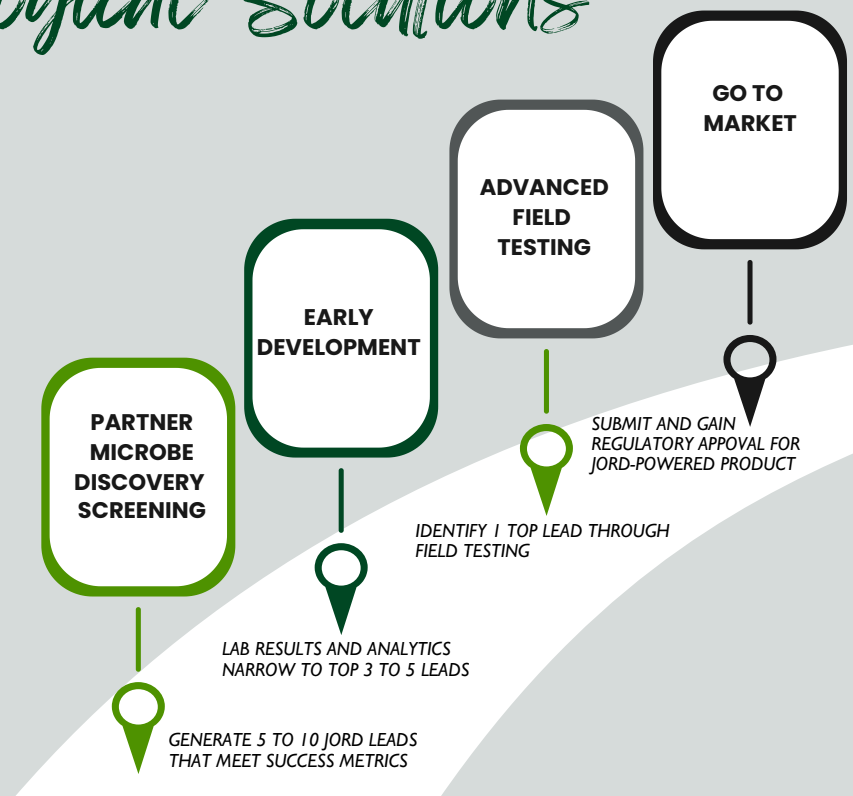 Solutions
GO TO
MARKET
ADVANCED
FIELD
TESTING
EARLY
DEVELOPMENT
PARTNER
MICROBE
DISCOVERY
SCREENING
SUBMIT AND GAIN
REGULATORY APPOVAL FOR
JORD-POWERED PRODUCT
IDENTIFY 1 TOP LEAD THROUGH
FIELD TESTING
LAB RESULTS AND ANALYTICS
NARROW TO TOP 3 TO 5 LEADS
GENERATE 5 TO 10 JORD LEADS
THAT MEET SUCCESS METRICS